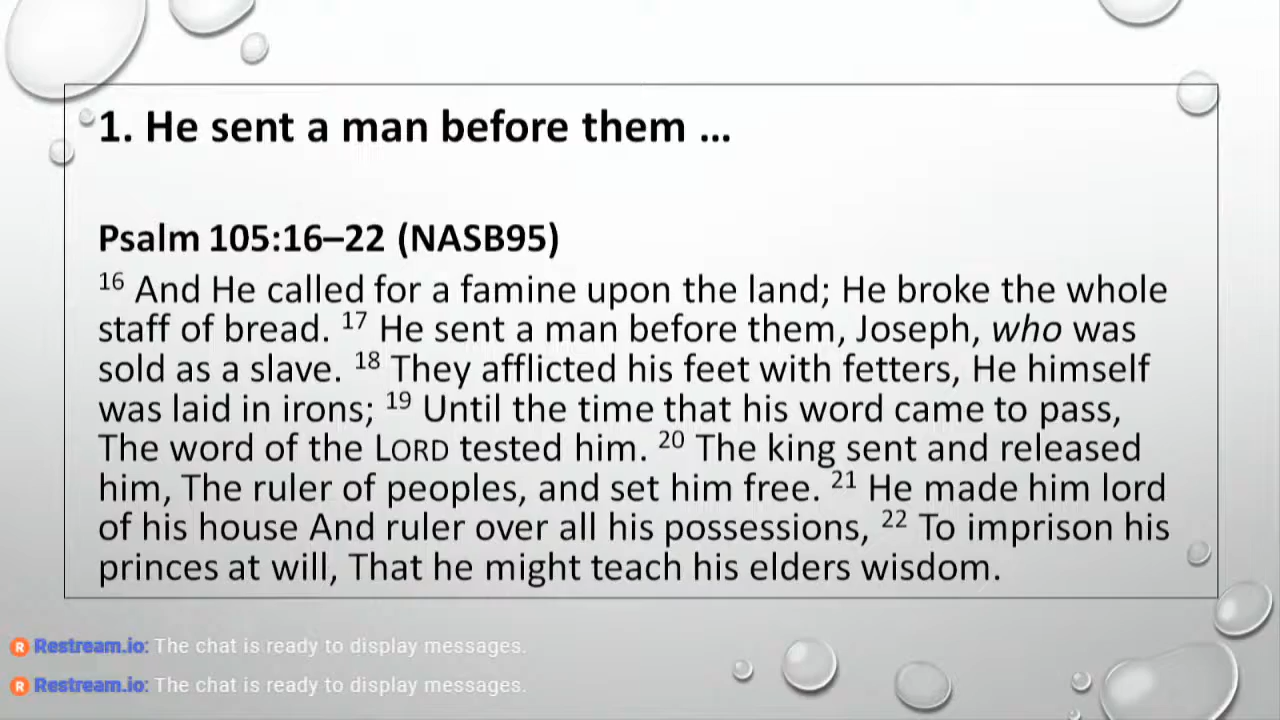 1. He sent a man before them ...
Psalm 105:16–22 (NASB95)
16 And He called for a famine upon the land; He broke the whole
staff of bread. 17 He sent a man before them, Joseph, who was
sold as a slave. 18 They afflicted his feet with fetters, He himself
was laid in irons; 19 Until the time that his word came to pass,
The word of the LORD tested him. 20 The king sent and released
him, The ruler of peoples, and set him free. 21 He made him lord
of his house And ruler over all his possessions, 22 To imprison his
princes at will, That he might teach his elders wisdom.
R Restream.io: The chat is ready to display messages.
R Restream.io: The chat is ready to display messages.